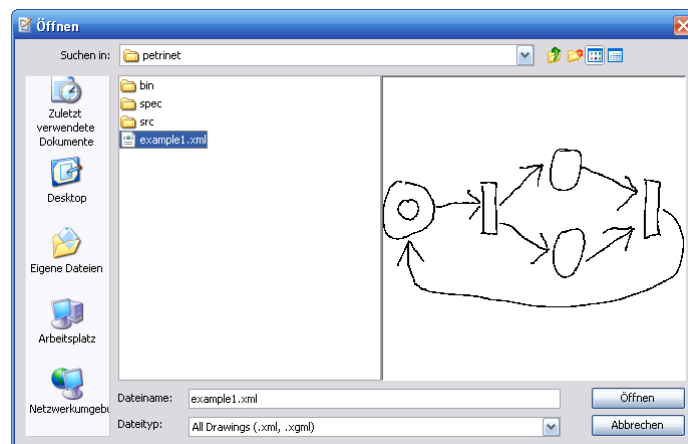 Öffnen
Suchen in:
petrinet
Zuletzt
verwendete
Dokumente
Desktop
Eigene Dateien
Arbeitsplatz
Netzwerkumgebu
bin
spec
src
example1.xml
Dateiname:
example1.xml
Öffnen
Dateityp:
All Drawings (.xml, .xgml)
Abbrechen